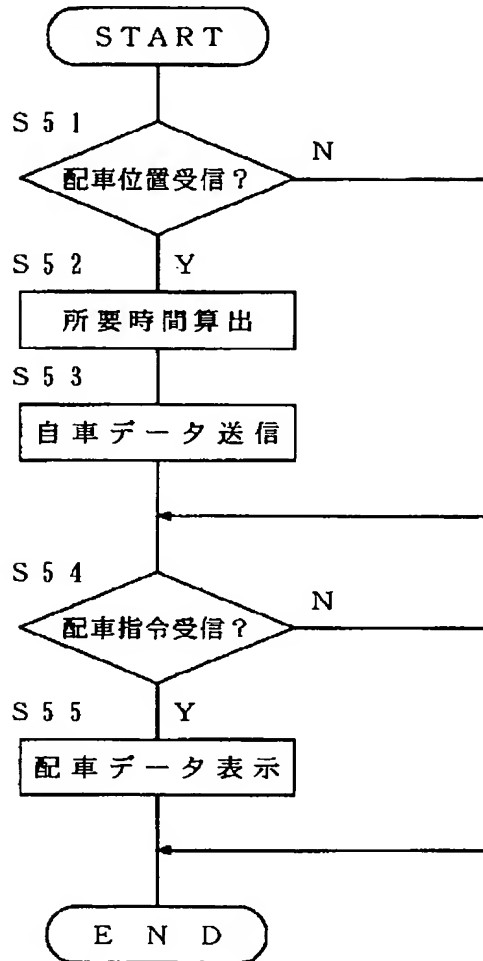 START
S51
配車位置受信?
N
S52
Y
所要時間算出
S53
自車データ送信
S54
配車指令受信?
N
S55
Y
配車データ表示
END